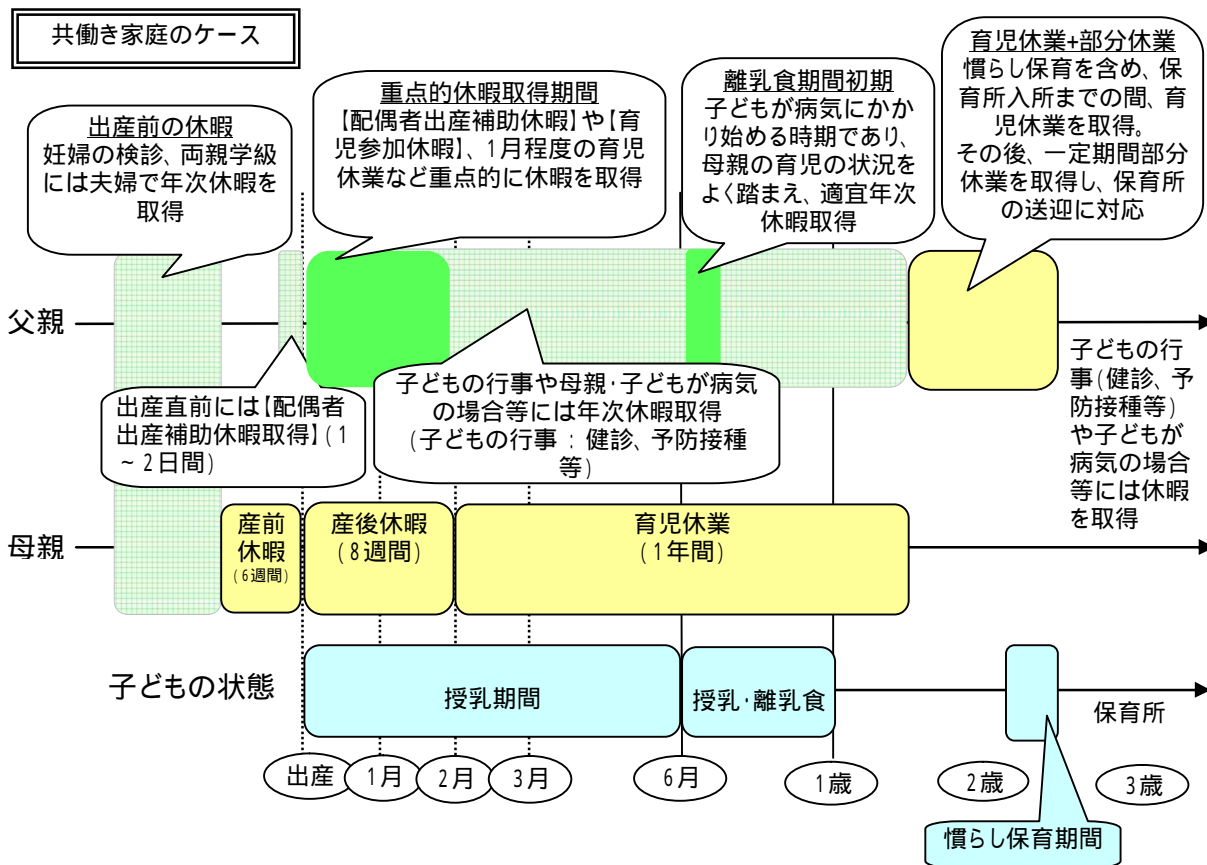 共働き家庭のケース
出産前の休暇
妊婦の検診、両親学級
には夫婦で年次休暇を
取得
重点的休暇取得期間
【配偶者出産補助休暇】や【育
児参加休暇】、1月程度の育児
休業など重点的に休暇を取得
離乳食期間初期
子どもが病気にかか
り始める時期であり、
母親の育児の状況を
よく踏まえ、適宜年次
休暇取得
育児休業+部分休業
慣らし保育を含め、保
育所入所までの間、育
児休業を取得。
その後、一定期間部分
休業を取得し、保育所
の送迎に対応
父親
出産直前には【配偶者
出産補助休暇取得】(1
~2日間)
子どもの行事や母親・子どもが病気
の場合等には年次休暇取得
(子どもの行事:健診、予防接種
等)
子どもの行
事(健診、予
防接種等)
や子どもが
病気の場合
等には休暇
を取得
母親
産前
休暇
(6週間)
産後休暇
(8週間)
育児休業
(1年間)
子どもの状態
授乳期間
授乳・離乳食
保育所
出産
1月
2月
3月
6月
1歳
2歳
3歳
慣らし保育期間